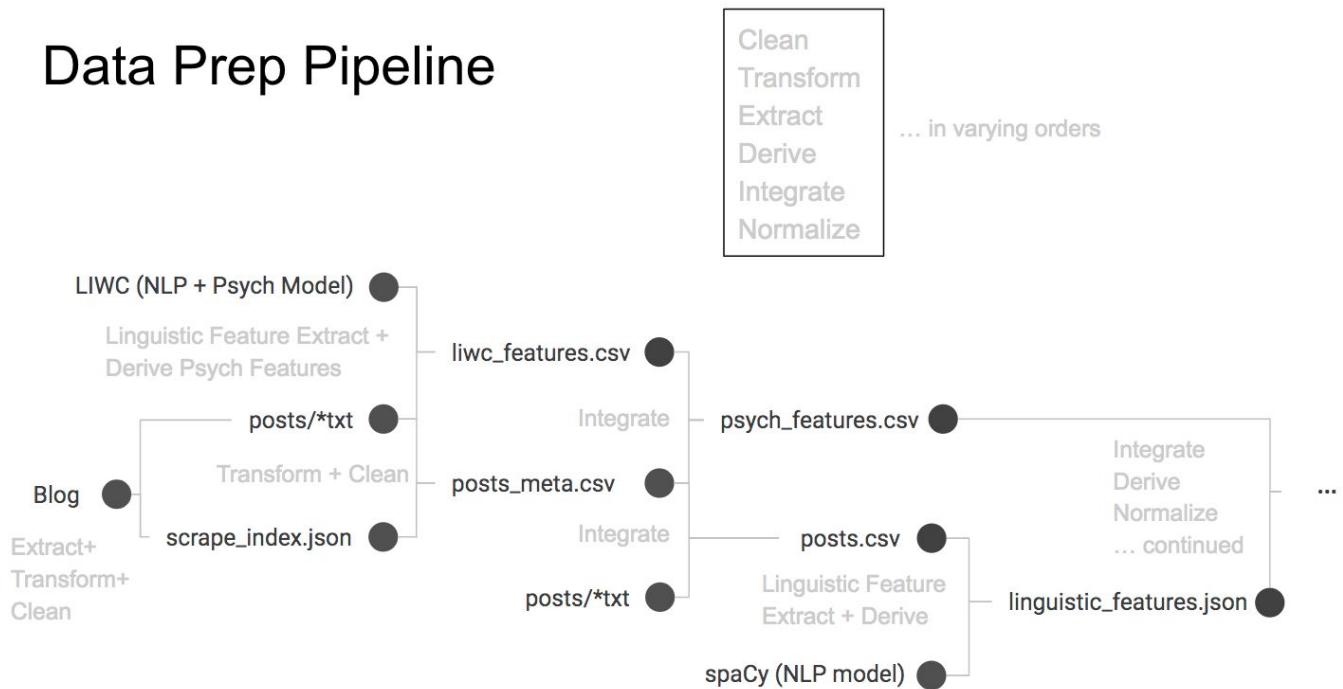 Data Prep Pipeline
Clean
Transform
Extract
Derive
Integrate
Normalize
... in varying orders
LIWC (NLP + Psych Model)
Linguistic Feature Extract +
Derive Psych Features
liwc_features.csv
posts/*txt
Integrate
psych_features.csv
Transform + Clean
posts_meta.csv
Integrate
Derive
Normalize
... continued
...
Blog
scrape_index.json
Extract+
Transform+
Clean
Integrate
posts.csv
posts/*txt
Linguistic Feature
Extract + Derive
linguistic_features.json
spaCy (NLP model)